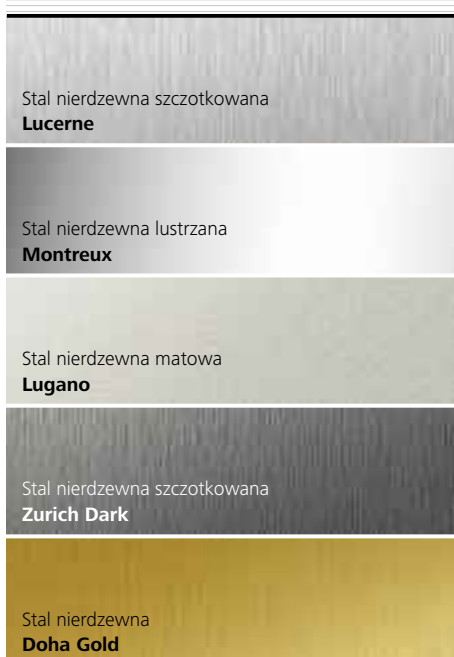 Stal nierdzewna szczotkowana
Lucerne
Stal nierdzewna lustrzana
Montreux
Stal nierdzewna matowa
Lugano
Stal nierdzewna szczotkowana
Zurich Dark
Stal nierdzewna
Doha Gold